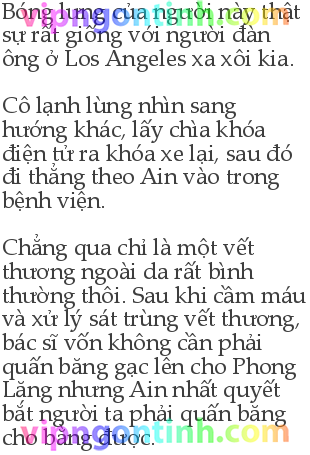 vipngontinh.com
Bóng lưng của người này thật
sự rất giống với người đàn
ông ở Los Angeles xa xôi kia.
Cô lạnh lùng nhìn sang
hướng khác, lấy chìa khóa
điện tử ra khóa xe lại, sau đó
đi thẳng theo Ain vào trong
bệnh viện.
Chẳng qua chỉ là một vết
thương ngoài da rất bình
thường thôi. Sau khi cầm máu
và xử lý sát trùng vết thương,
bác sĩ vốn không cần phải
quấn băng gạc lên cho Phong
Lăng nhưng Ain nhất quyết
bắt người ta phải quấn băng
cho bằng được.
vipngontinh.com